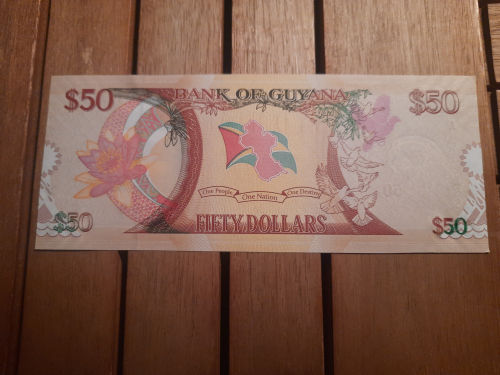 BANK OF GUYANA
$50
$50
One People
One Nation
One Destiny
FIFTY DOLLARS
$50
$50